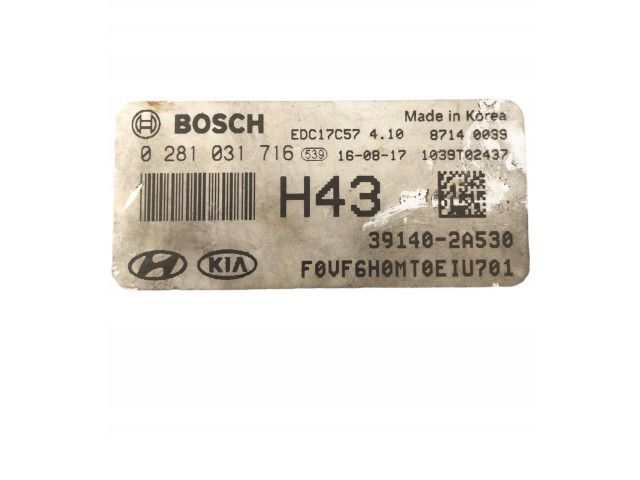 BOSCH EDC17C57 4.10 Made in Korea
8714 0039
0 281 031 716 539 16-08-17 1039T02437
H43
39140-2A530
KIA F0VF6H0MT0EIU701